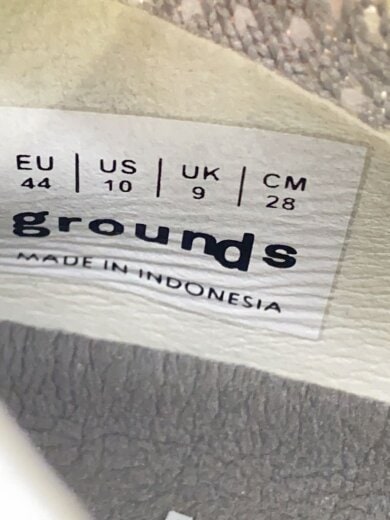 EU | US | UK | CM
44 | 10 | 9 | 28
grounds
MADE IN INDONESIA